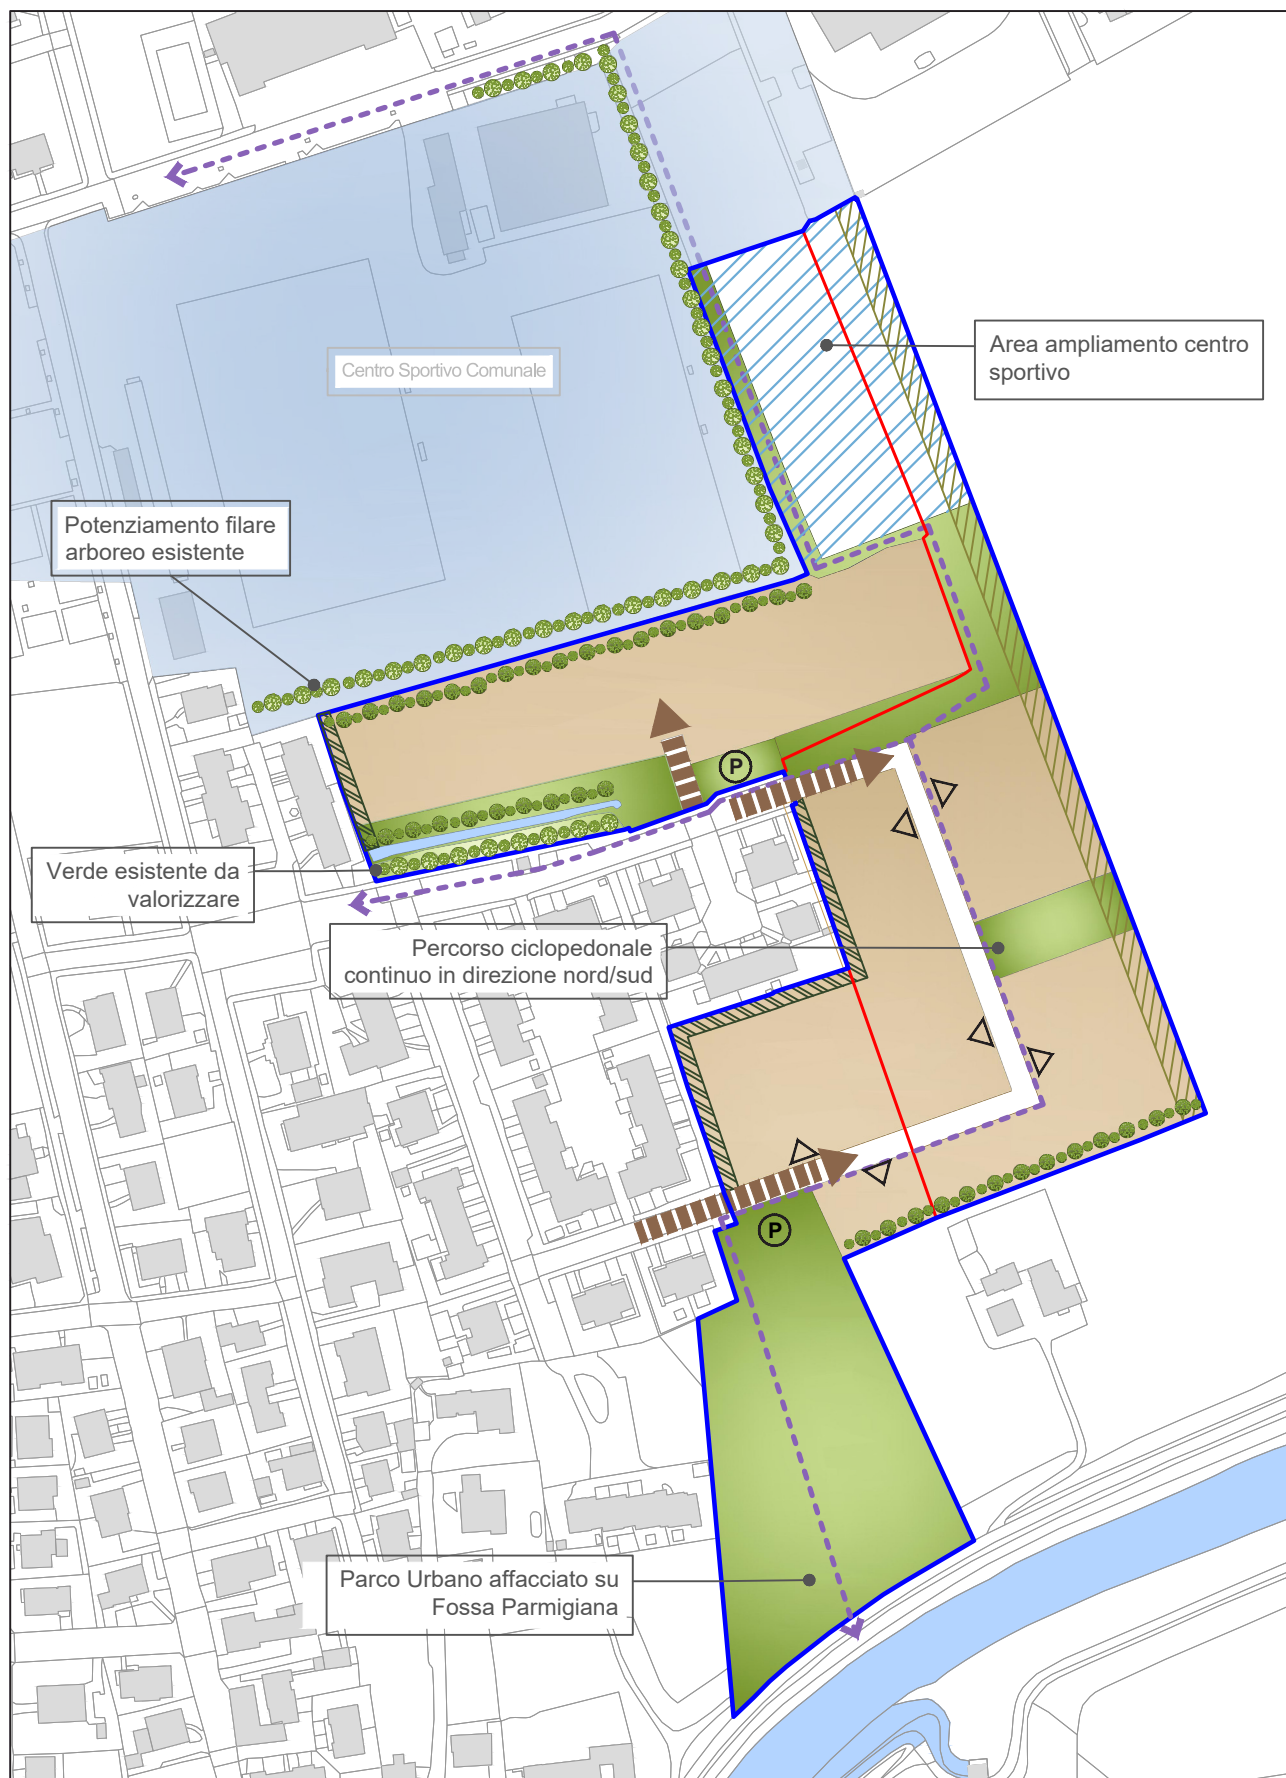 Area ampliamento centro
sportivo
Centro Sportivo Comunale
Potenziamento filare
arboreo esistente
P
Verde esistente da
valorizzare
Percorso ciclopedonale
continuo in direzione nord/sud
P
Parco Urbano affacciato su
Fossa Parmigiana